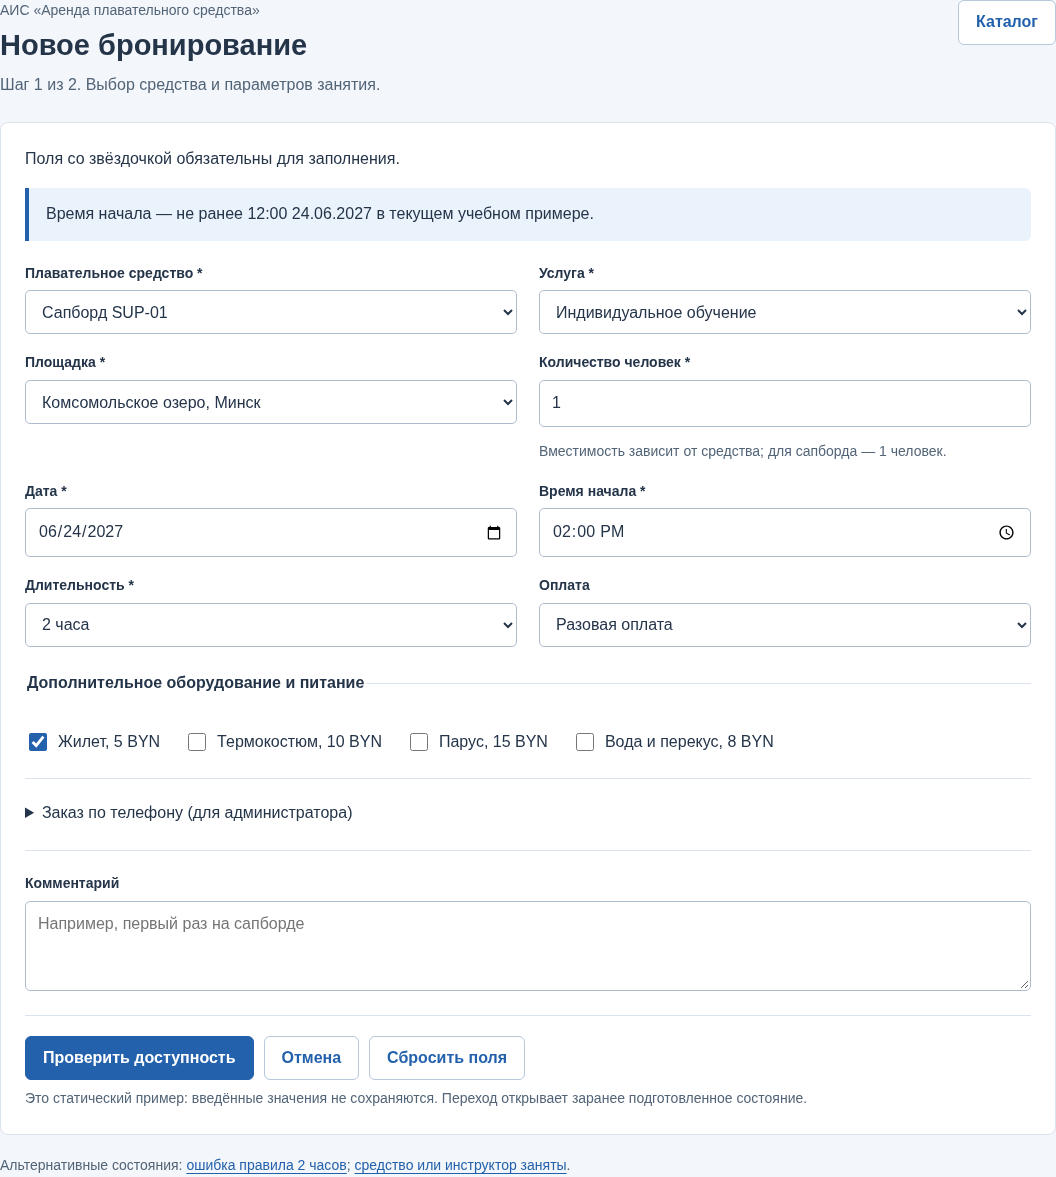 АИС «Аренда плавательного средства»
Каталог
Новое бронирование
Шаг 1 из 2. Выбор средства и параметров занятия.
Поля со звёздочкой обязательны для заполнения.
Время начала — не ранее 12:00 24.06.2027 в текущем учебном примере.
Плавательное средство *
Услуга *
Сапборд SUP-01
Индивидуальное обучение
Площадка *
Количество человек *
Комсомольское озеро, Минск
1
Вместимость зависит от средства; для сапборда — 1 человек.
Дата *
Время начала *
06/24/2027
02:00 PM
Длительность *
Оплата
2 часа
Разовая оплата
Дополнительное оборудование и питание
Жилет, 5 BYN
Термокостюм, 10 BYN
Парус, 15 BYN
Вода и перекус, 8 BYN
Заказ по телефону (для администратора)
Комментарий
Например, первый раз на сапборде
Проверить доступность
Отмена
Сбросить поля
Это статический пример: введённые значения не сохраняются. Переход открывает заранее подготовленное состояние.
Альтернативные состояния: ошибка правила 2 часов; средство или инструктор заняты.